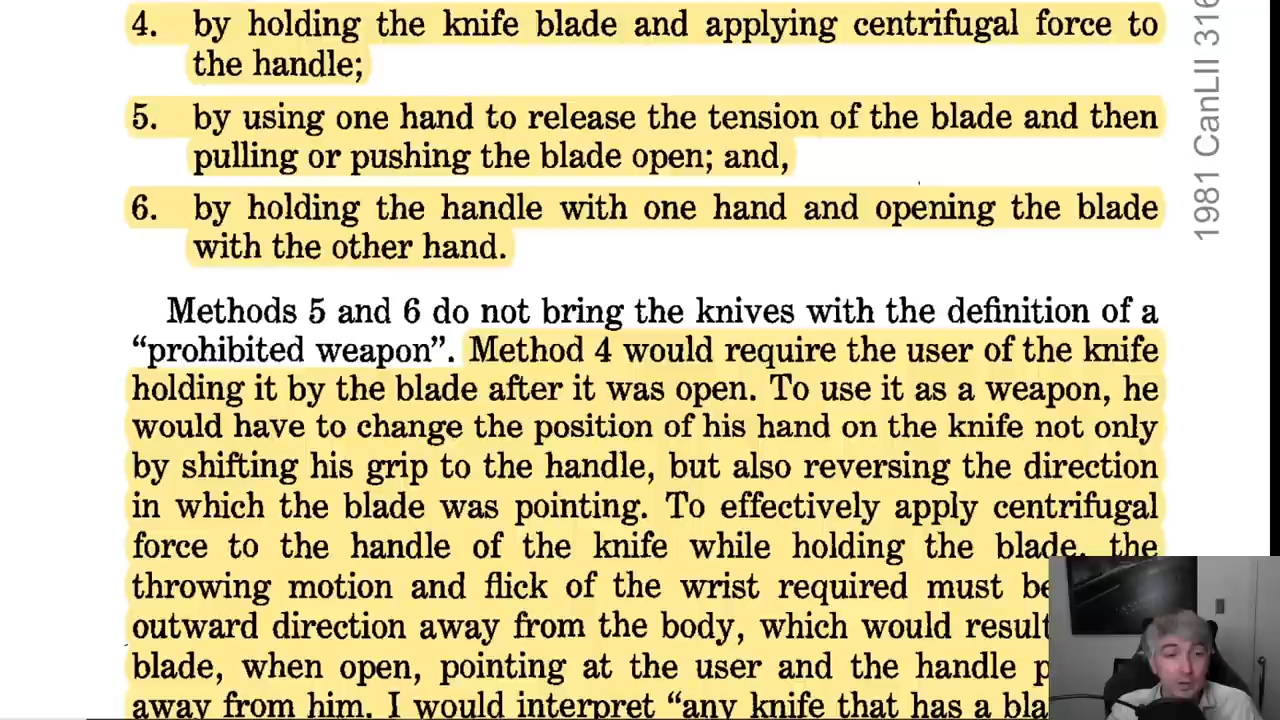 4. by holding the knife blade and applying centrifugal force to
the handle;
5. by using one hand to release the tension of the blade and then
pulling or pushing the blade open; and,
6. by holding the handle with one hand and opening the blade
with the other hand.
Methods 5 and 6 do not bring the knives with the definition of a
“prohibited weapon”. Method 4 would require the user of the knife
holding it by the blade after it was open. To use it as a weapon, he
would have to change the position of his hand on the knife not only
by shifting his grip to the handle, but also reversing the direction
in which the blade was pointing. To effectively apply centrifugal
force to the handle of the knife while holding the blade, the
throwing motion and flick of the wrist required must be
outward direction away from the body, which would result
blade, when open, pointing at the user and the handle
away from him. I would interpret “any knife that has a
1981 CanLII 316